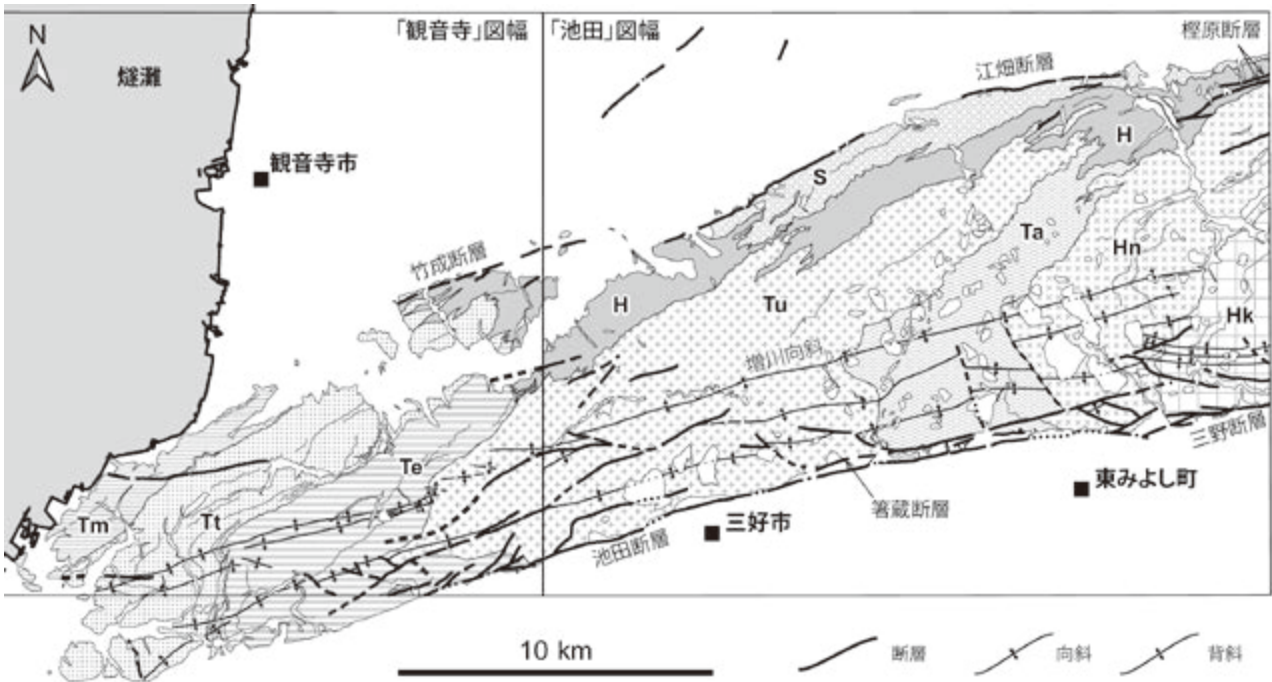 「観音寺」図幅
「池田」図幅
樫原断層
N
燧灘
江畑断層
観音寺市
H
S
Ta
Hn
竹成断層
H
Tu
Hk
増川向斜
三野断層
Te
東みよし町
Tm
Tt
箸蔵断層
三好市
池田断層
10 km
断層
向斜
背斜